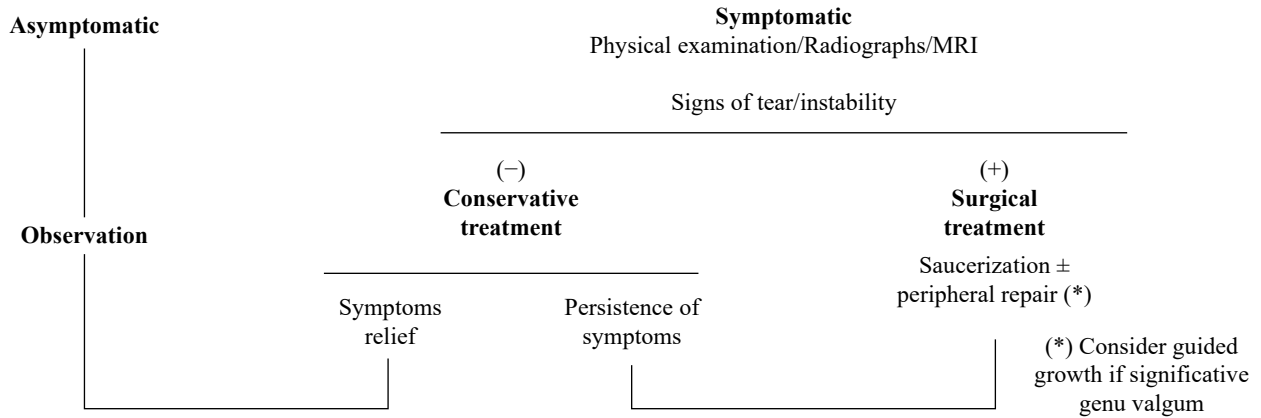 Asymptomatic
Symptomatic
Physical examination/Radiographs/MRI
Signs of tear/instability
(−)
Conservative
treatment
(+)
Surgical
treatment
Observation
Saucerization ±
peripheral repair (*)
Symptoms
relief
Persistence of
symptoms
(*) Consider guided
growth if significative
genu valgum